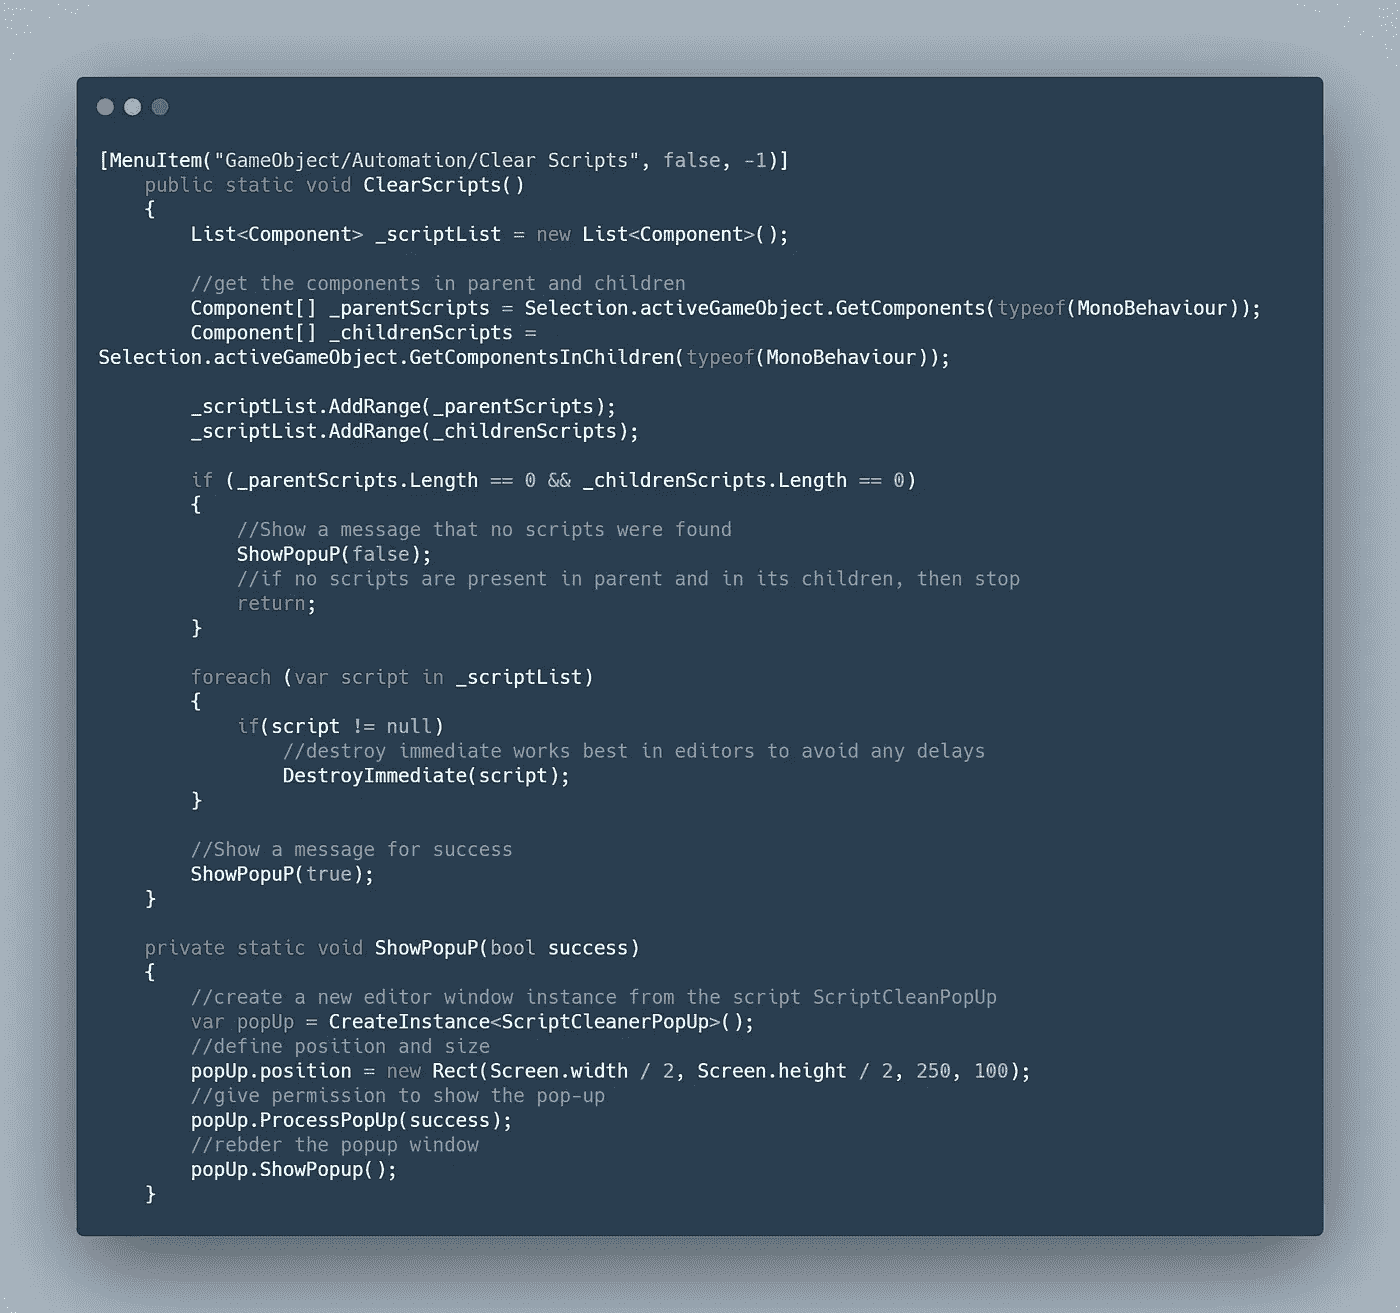 [MenuItem("GameObject/Automation/Clear Scripts", false, -1)]
    public static void ClearScripts()
    {
        List<Component> _scriptList = new List<Component>();

        //get the components in parent and children
        Component[] _parentScripts = Selection.activeGameObject.GetComponents(typeof(MonoBehaviour));
        Component[] _childrenScripts =
Selection.activeGameObject.GetComponentsInChildren(typeof(MonoBehaviour));

        _scriptList.AddRange(_parentScripts);
        _scriptList.AddRange(_childrenScripts);

        if (_parentScripts.Length == 0 && _childrenScripts.Length == 0)
        {
            //Show a message that no scripts were found
            ShowPopuP(false);
            //if no scripts are present in parent and in its children, then stop
            return;
        }

        foreach (var script in _scriptList)
        {
            if(script != null)
                //destroy immediate works best in editors to avoid any delays
                DestroyImmediate(script);
        }

        //Show a message for success
        ShowPopuP(true);
    }

    private static void ShowPopuP(bool success)
    {
        //create a new editor window instance from the script ScriptCleanPopUp
        var popUp = CreateInstance<ScriptCleanerPopUp>();
        //define position and size
        popUp.position = new Rect(Screen.width / 2, Screen.height / 2, 250, 100);
        //give permission to show the pop-up
        popUp.ProcessPopUp(success);
        //rebder the popup window
        popUp.ShowPopup();
    }